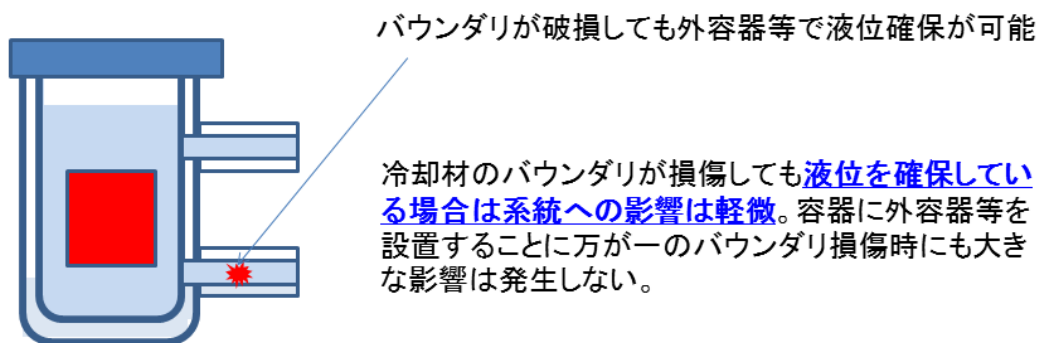 バウンダリが破損しても外容器等で液位確保が可能
冷却材のバウンダリが損傷しても液位を確保してい
る場合は系統への影響は軽微。容器に外容器等を
設置することに万が一のバウンダリ損傷時にも大き
な影響は発生しない。